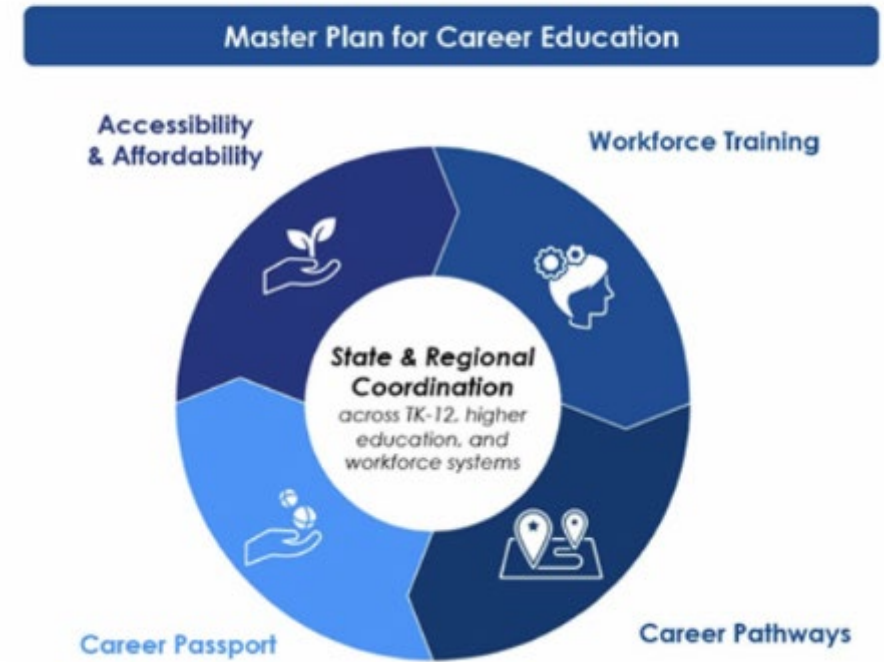 Master Plan for Career Education
Accessibility
& Affordability
Workforce Training
State & Regional
Coordination
across TK-12, higher
education, and
workforce systems
Career Passport
Career Pathways